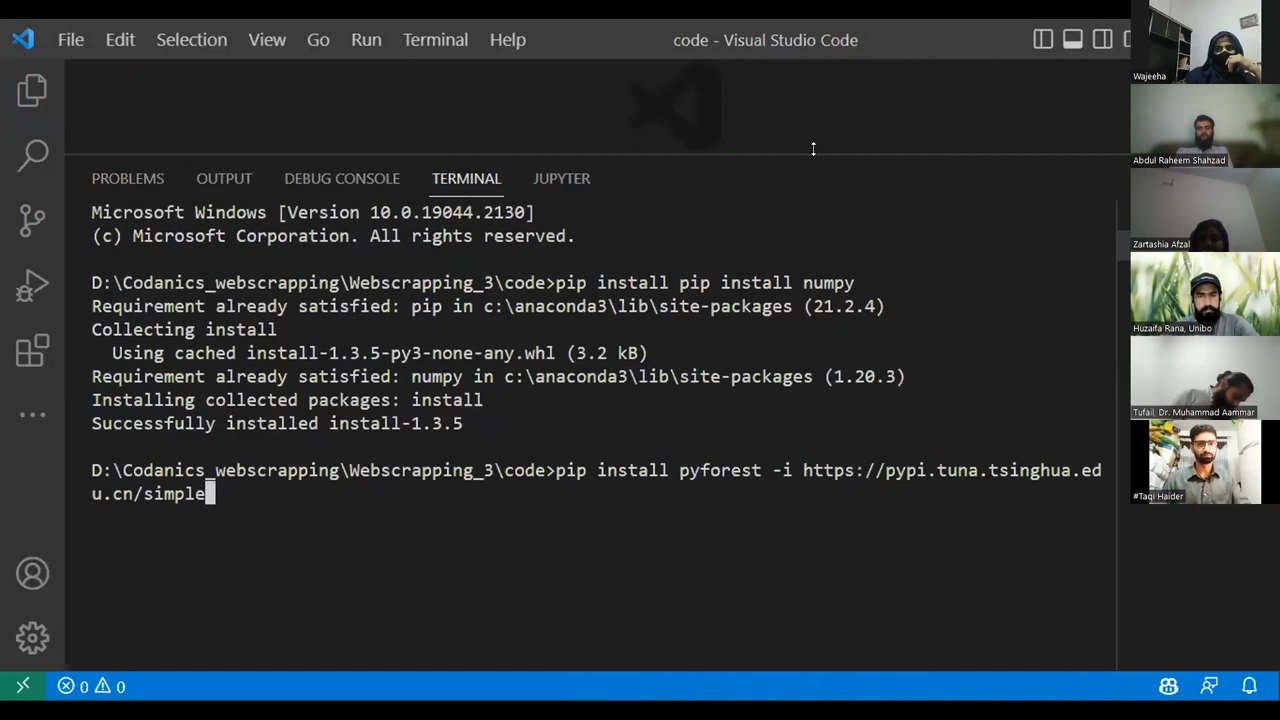 File Edit Selection View Go Run Terminal Help
code - Visual Studio Code
PROBLEMS OUTPUT DEBUG CONSOLE TERMINAL JUPYTER
Microsoft Windows [Version 10.0.19044.2130]
(c) Microsoft Corporation. All rights reserved.
D:\Codanics_webscrapping\Webscrapping_3\code>pip install pip install numpy
Requirement already satisfied: pip in c:\anaconda3\lib\site-packages (21.2.4)
Collecting install
Using cached install-1.3.5-py3-none-any.whl (3.2 kB)
Requirement already satisfied: numpy in c:\anaconda3\lib\site-packages (1.20.3)
Installing collected packages: install
Successfully installed install-1.3.5
D:\Codanics_webscrapping\Webscrapping_3\code>pip install pyforest -i https://pypi.tuna.tsinghua.ed
u.cn/simple
0 0
Wajeeha
Abdul Raheem Shahzad
Zartashia Afzal
Huzaifa Rana, Unibo
Tufail, Dr. Muhammad Aammar
#Taqi Haider